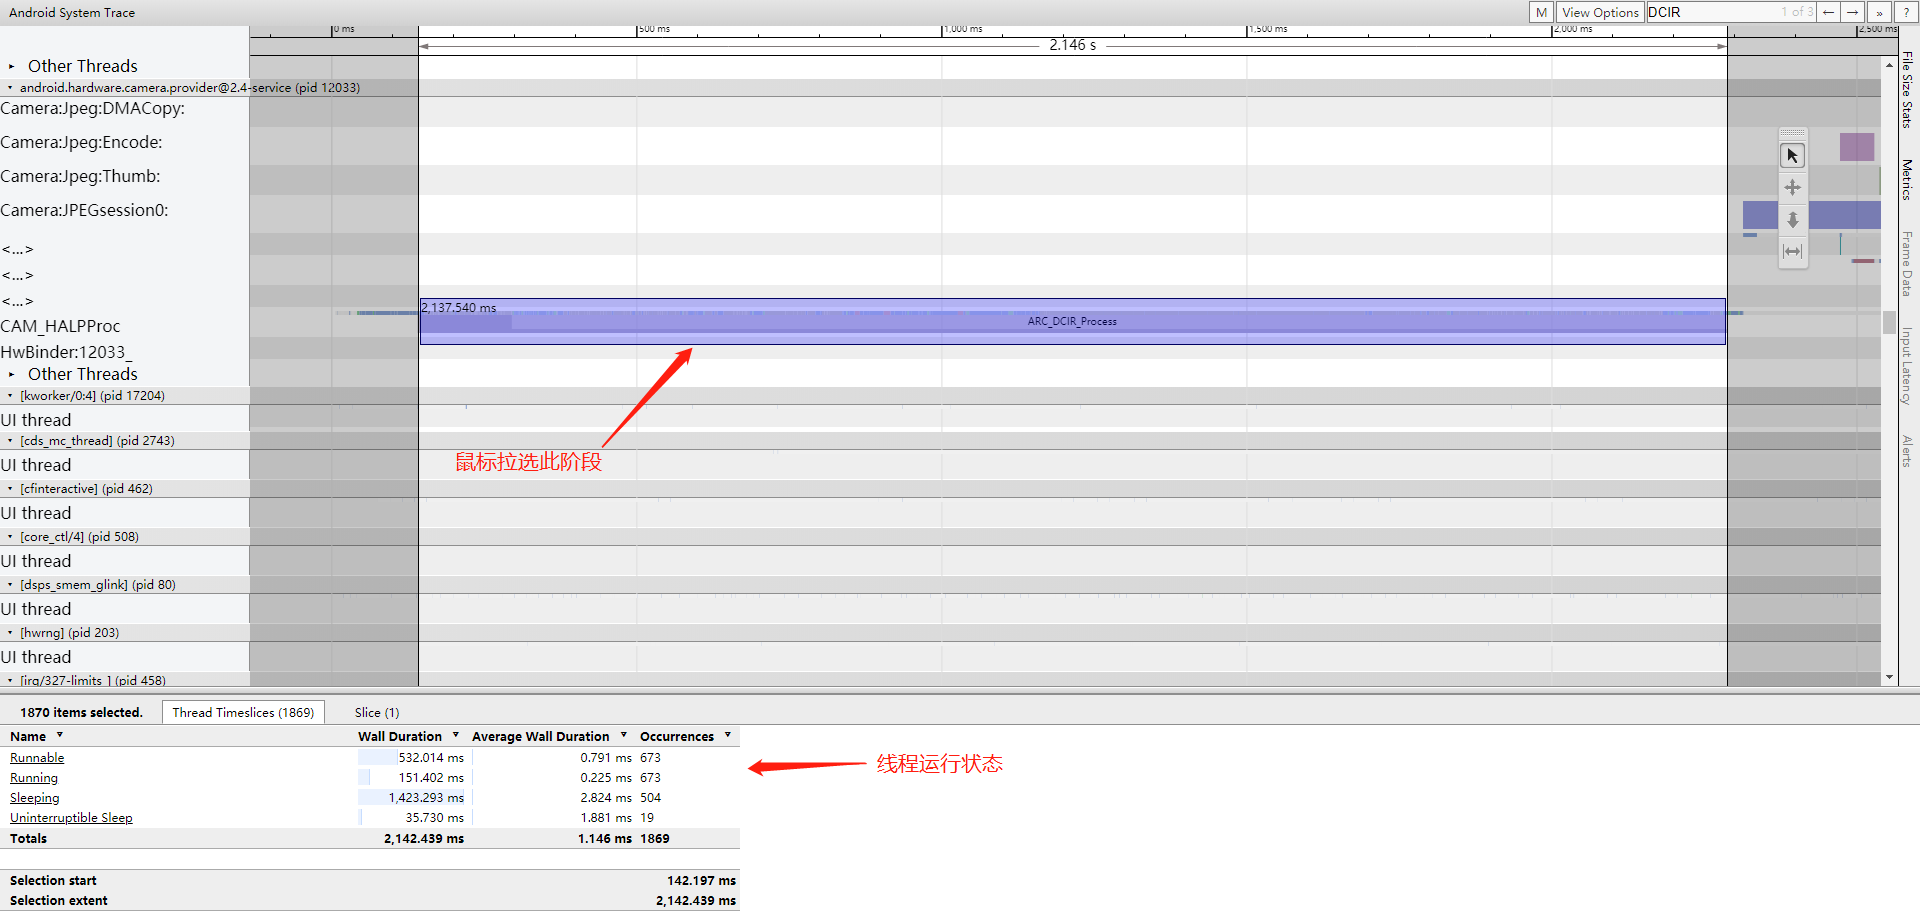 Android System Trace
M View Options DCIR 1 of 3 ← → » ?
0 ms 500 ms 1,000 ms 1,500 ms 2,000 ms 2,500 ms
2.146 s
Other Threads
android.hardware.camera.provider@2.4-service (pid 12033)
Camera:Jpeg:DMACopy:
Camera:Jpeg:Encode:
Camera:Jpeg:Thumb:
Camera:JPEGsession0:
<...>
<...>
<...>
2,137.540 ms
CAM_HALPProc
ARC_DCIR_Process
HwBinder:12033_
Other Threads
[kworker/0:4] (pid 17204)
UI thread
[cds_mc_thread] (pid 2743)
鼠标拉选此阶段
UI thread
[cfinteractive] (pid 462)
UI thread
[core_ctl/4] (pid 508)
UI thread
[dsps_smem_glink] (pid 80)
UI thread
[hwrng] (pid 203)
UI thread
[irq/327-limits_] (pid 458)
File Size Stats
Metrics
Frame Data
Input Latency
Alerts
1870 items selected. Thread Timeslices (1869) Slice (1)
Name Wall Duration Average Wall Duration Occurrences
Runnable 532.014 ms 0.791 ms 673
Running 151.402 ms 0.225 ms 673
Sleeping 1,423.293 ms 2.824 ms 504
Uninterruptible Sleep 35.730 ms 1.881 ms 19
Totals 2,142.439 ms 1.146 ms 1869
线程运行状态
Selection start 142.197 ms
Selection extent 2,142.439 ms